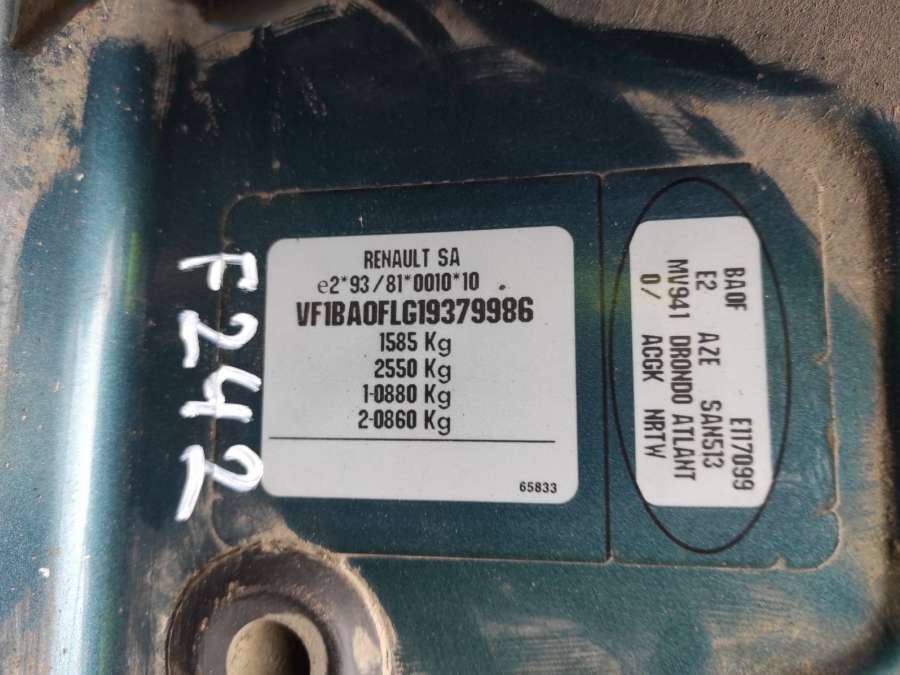 RENAULT SA
e2*93/81*0010*10
VF1BA0FLG19379986
1585 Kg
2550 Kg
1-0880 Kg
2-0860 Kg
65833
BA0F E117099
E2 AZE SAN513
MV941 DRONDO ATLANT
0/ ACGK NRTW
F242